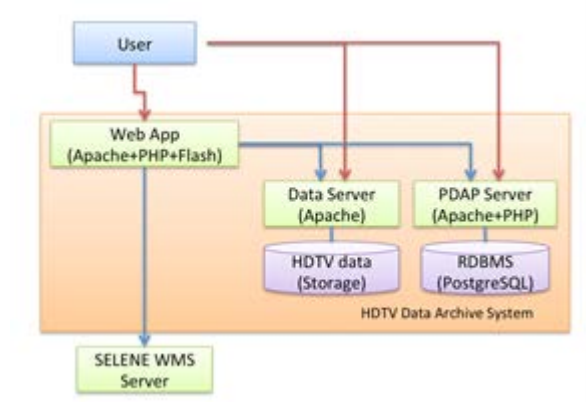 User
Web App
(Apache+PHP+Flash)
Data Server
(Apache)
PDAP Server
(Apache+PHP)
HDTV data
(Storage)
RDBMS
(PostgreSQL)
HDTV Data Archive System
SELENE WMS
Server